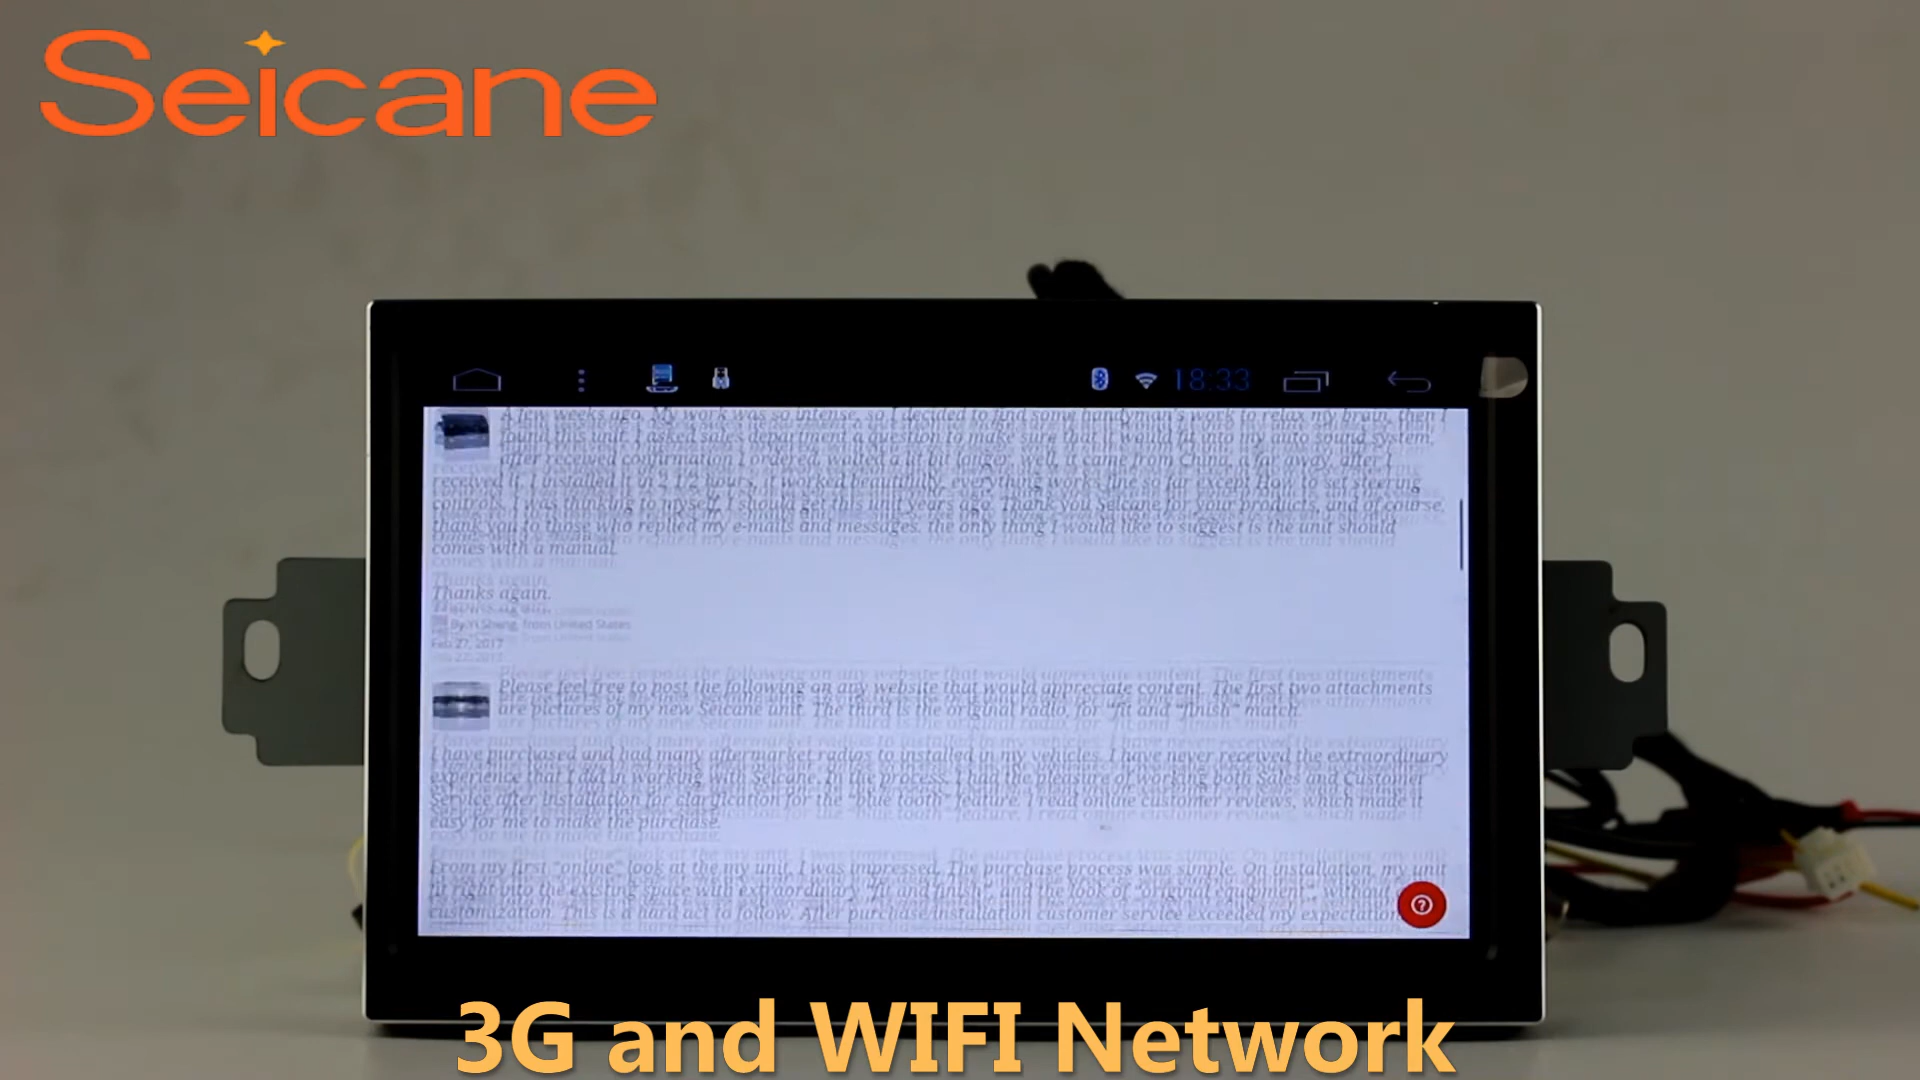 Seicane
18:33
A few weeks ago. My work was so intense, so I decided to find some handyman's work to relax my brain, then I
found this unit. I asked sales department a question to make sure that it would fit into my auto sound system,
after received confirmation I ordered, waited a bit longer, well, it came from China, a far away, after I
received it, I installed it in 2 1/2 hours, it worked beautifully, everything works fine so far except How to set steering
controls. I was thinking to myself I should get this unit years ago. Thank you Seicane for your products, and of course,
thank you to those who replied my e-mails and messages. the only thing I would like to suggest is the unit should
comes with a manual.
Thanks again.
By Yi Sheng, from United States
Feb 27, 2017
Please feel free to post the following on any website that would appreciate content. The first two attachments
are pictures of my new Seicane unit. The third is the original radio, for "fit and "finish" match.
I have purchased and had many aftermarket radios to installed in my vehicles. I have never received the extraordinary
experience that I did in working with Seicane. In the process, I had the pleasure of working both Sales and Customer
Service after installation for clarification for the "blue tooth" feature. I read online customer reviews, which made it
easy for me to make the purchase.
From my first "online" look at the my unit, I was impressed. The purchase process was simple. On installation, my unit
fit right into the existing space with extraordinary "fit and finish", and the look of "original equipment", without
customization. This is a hard act to follow. After purchase/installation customer service exceeded my expectation
3G and WIFI Network